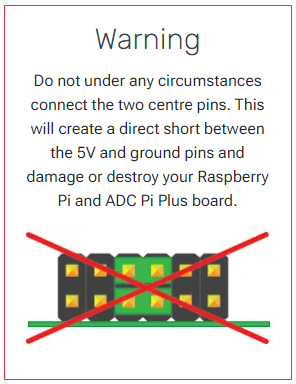 Warning
Do not under any circumstances
connect the two centre pins. This
will create a direct short between
the 5V and ground pins and
damage or destroy your Raspberry
Pi and ADC Pi Plus board.